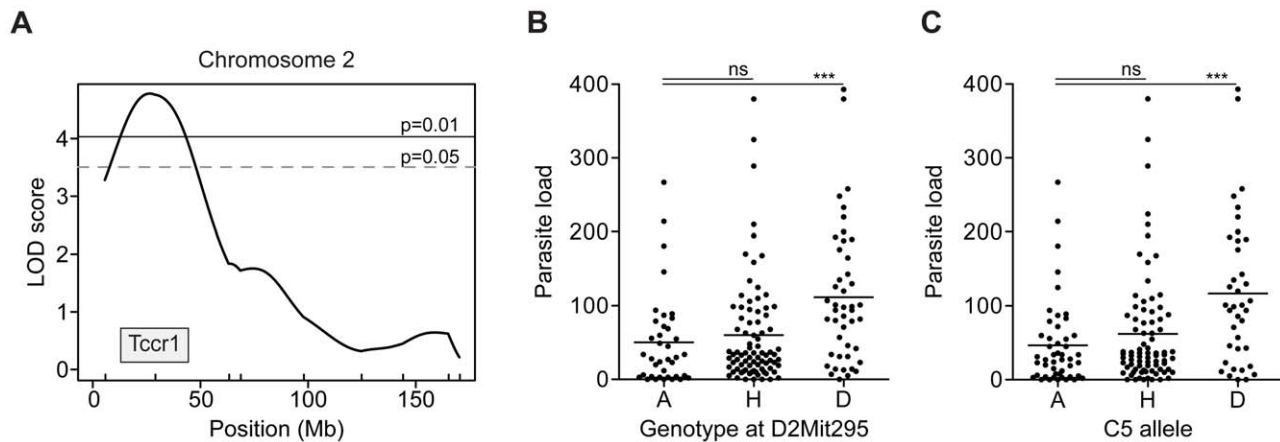 A
Chromosome 2
p=0.01
p=0.05
4
3
2
1
0
LOD score
Tccr1
0 50 100 150
Position (Mb)
B
ns
***
400
300
200
100
0
Parasite load
A H D
Genotype at D2Mit295
C
ns
***
400
300
200
100
0
Parasite load
A H D
C5 allele